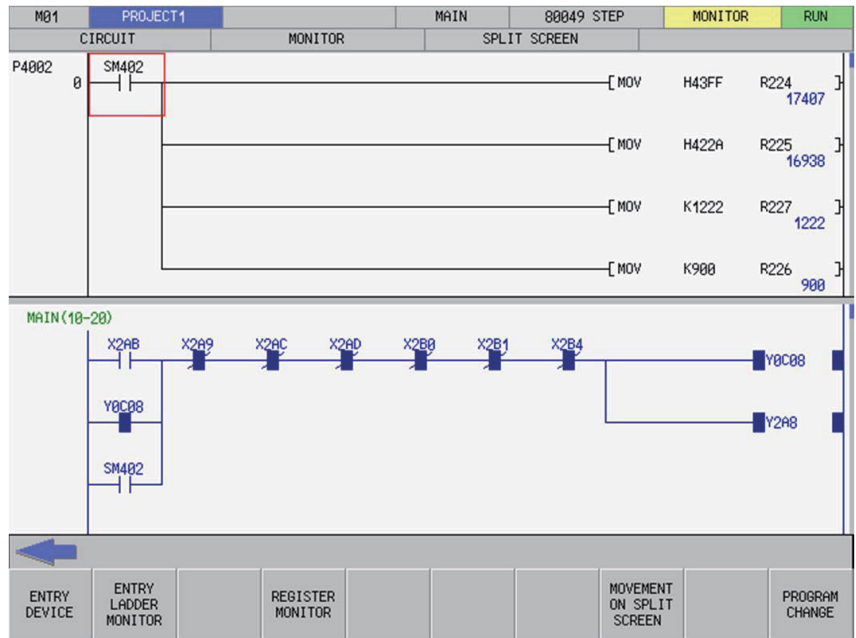 M01 PROJECT1 MAIN 80049 STEP MONITOR RUN
CIRCUIT MONITOR SPLIT SCREEN
P4002 SM402
0 [ MOV H43FF R224 ]
17407
[ MOV H422A R225 ]
16938
[ MOV K1222 R227 ]
1222
[ MOV K900 R226 ]
900
MAIN(10-20)
X2AB X2A9 X2AC X2AD X2B0 X2B1 X2B4
Y0C08
Y0C08
Y2A8
SM402
ENTRY DEVICE
ENTRY LADDER MONITOR
REGISTER MONITOR
MOVEMENT ON SPLIT SCREEN
PROGRAM CHANGE